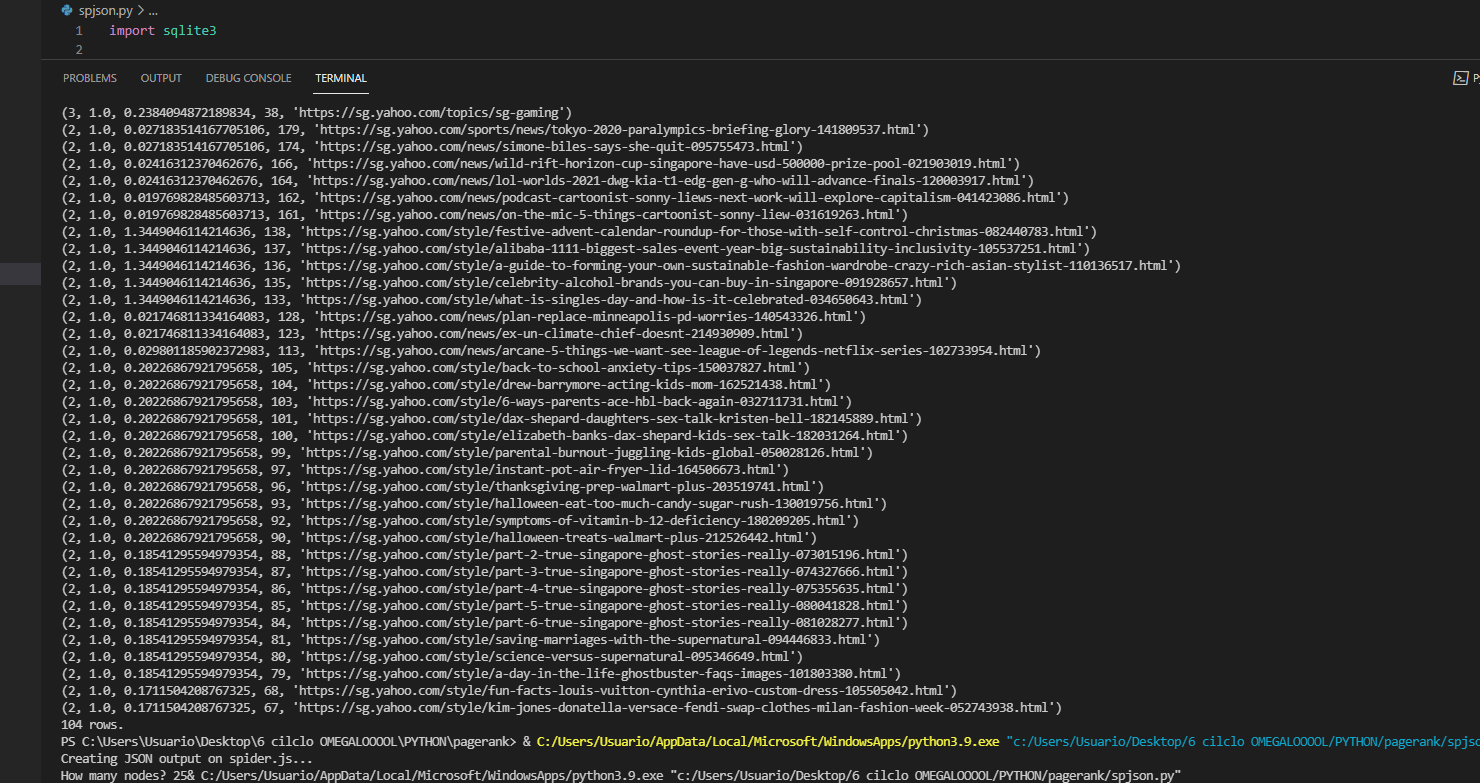 spjson.py > ...
1 import sqlite3
2
PROBLEMS OUTPUT DEBUG CONSOLE TERMINAL
(3, 1.0, 0.2384094872189834, 38, 'https://sg.yahoo.com/topics/sg-gaming')
(2, 1.0, 0.027183514167705106, 179, 'https://sg.yahoo.com/sports/news/tokyo-2020-paralympics-briefing-glory-141809537.html')
(2, 1.0, 0.027183514167705106, 174, 'https://sg.yahoo.com/news/simone-biles-says-she-quit-095755473.html')
(2, 1.0, 0.02416312370462676, 166, 'https://sg.yahoo.com/news/wild-rift-horizon-cup-singapore-have-usd-500000-prize-pool-021903019.html')
(2, 1.0, 0.02416312370462676, 164, 'https://sg.yahoo.com/news/lol-worlds-2021-dwg-kia-t1-edg-gen-g-who-will-advance-finals-120003917.html')
(2, 1.0, 0.019769828485603713, 162, 'https://sg.yahoo.com/news/podcast-cartoonist-sonny-liews-next-work-will-explore-capitalism-041423086.html')
(2, 1.0, 0.019769828485603713, 161, 'https://sg.yahoo.com/news/on-the-mic-5-things-cartoonist-sonny-liew-031619263.html')
(2, 1.0, 1.3449046114214636, 138, 'https://sg.yahoo.com/style/festive-advent-calendar-roundup-for-those-with-self-control-christmas-082440783.html')
(2, 1.0, 1.3449046114214636, 137, 'https://sg.yahoo.com/style/alibaba-1111-biggest-sales-event-year-big-sustainability-inclusivity-105537251.html')
(2, 1.0, 1.3449046114214636, 136, 'https://sg.yahoo.com/style/a-guide-to-forming-your-own-sustainable-fashion-wardrobe-crazy-rich-asian-stylist-110136517.html')
(2, 1.0, 1.3449046114214636, 135, 'https://sg.yahoo.com/style/celebrity-alcohol-brands-you-can-buy-in-singapore-091928657.html')
(2, 1.0, 1.3449046114214636, 133, 'https://sg.yahoo.com/style/what-is-singles-day-and-how-is-it-celebrated-034650643.html')
(2, 1.0, 0.021746811334164083, 128, 'https://sg.yahoo.com/news/plan-replace-minneapolis-pd-worries-140543326.html')
(2, 1.0, 0.021746811334164083, 123, 'https://sg.yahoo.com/news/ex-un-climate-chief-doesnt-214930909.html')
(2, 1.0, 0.029801185902372983, 113, 'https://sg.yahoo.com/news/arcane-5-things-we-want-see-league-of-legends-netflix-series-102733954.html')
(2, 1.0, 0.20226867921795658, 105, 'https://sg.yahoo.com/style/back-to-school-anxiety-tips-150037827.html')
(2, 1.0, 0.20226867921795658, 104, 'https://sg.yahoo.com/style/drew-barrymore-acting-kids-mom-162521438.html')
(2, 1.0, 0.20226867921795658, 103, 'https://sg.yahoo.com/style/6-ways-parents-ace-hbl-back-again-032711731.html')
(2, 1.0, 0.20226867921795658, 101, 'https://sg.yahoo.com/style/dax-shepard-daughters-sex-talk-kristen-bell-182145889.html')
(2, 1.0, 0.20226867921795658, 100, 'https://sg.yahoo.com/style/elizabeth-banks-dax-shepard-kids-sex-talk-182031264.html')
(2, 1.0, 0.20226867921795658, 99, 'https://sg.yahoo.com/style/parental-burnout-juggling-kids-global-050028126.html')
(2, 1.0, 0.20226867921795658, 97, 'https://sg.yahoo.com/style/instant-pot-air-fryer-lid-164506673.html')
(2, 1.0, 0.20226867921795658, 96, 'https://sg.yahoo.com/style/thanksgiving-prep-walmart-plus-203519741.html')
(2, 1.0, 0.20226867921795658, 93, 'https://sg.yahoo.com/style/halloween-eat-too-much-candy-sugar-rush-130019756.html')
(2, 1.0, 0.20226867921795658, 92, 'https://sg.yahoo.com/style/symptoms-of-vitamin-b-12-deficiency-180209205.html')
(2, 1.0, 0.20226867921795658, 90, 'https://sg.yahoo.com/style/halloween-treats-walmart-plus-212526442.html')
(2, 1.0, 0.18541295594979354, 88, 'https://sg.yahoo.com/style/part-2-true-singapore-ghost-stories-really-073015196.html')
(2, 1.0, 0.18541295594979354, 87, 'https://sg.yahoo.com/style/part-3-true-singapore-ghost-stories-really-074327666.html')
(2, 1.0, 0.18541295594979354, 86, 'https://sg.yahoo.com/style/part-4-true-singapore-ghost-stories-really-075355635.html')
(2, 1.0, 0.18541295594979354, 85, 'https://sg.yahoo.com/style/part-5-true-singapore-ghost-stories-really-080041828.html')
(2, 1.0, 0.18541295594979354, 84, 'https://sg.yahoo.com/style/part-6-true-singapore-ghost-stories-really-081028277.html')
(2, 1.0, 0.18541295594979354, 81, 'https://sg.yahoo.com/style/saving-marriages-with-the-supernatural-094446833.html')
(2, 1.0, 0.18541295594979354, 80, 'https://sg.yahoo.com/style/science-versus-supernatural-095346649.html')
(2, 1.0, 0.18541295594979354, 79, 'https://sg.yahoo.com/style/a-day-in-the-life-ghostbuster-faqs-images-101803380.html')
(2, 1.0, 0.1711504208767325, 68, 'https://sg.yahoo.com/style/fun-facts-louis-vuitton-cynthia-erivo-custom-dress-105505042.html')
(2, 1.0, 0.1711504208767325, 67, 'https://sg.yahoo.com/style/kim-jones-donatella-versace-fendi-swap-clothes-milan-fashion-week-052743938.html')
104 rows.
PS C:\Users\Usuario\Desktop\6 cilclo OMEGALOOOOL\PYTHON\pagerank> & C:/Users/Usuario/AppData/Local/Microsoft/WindowsApps/python3.9.exe "c:/Users/Usuario/Desktop/6 cilclo OMEGALOOOOL/PYTHON/pagerank/spjso
Creating JSON output on spider.js...
How many nodes? 25& C:/Users/Usuario/AppData/Local/Microsoft/WindowsApps/python3.9.exe "c:/Users/Usuario/Desktop/6 cilclo OMEGALOOOOL/PYTHON/pagerank/spjson.py"